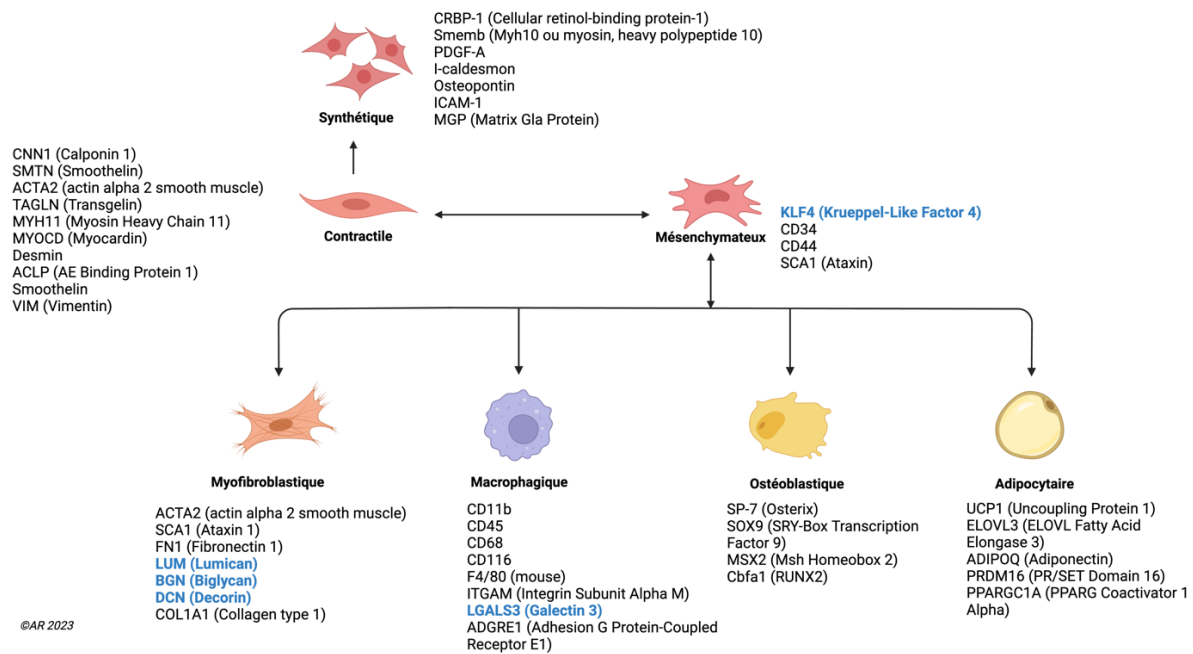 CRBP-1 (Cellular retinol-binding protein-1)
Smemb (Myh10 ou myosin, heavy polypeptide 10)
PDGF-A
l-caldesmon
Osteopontin
ICAM-1
MGP (Matrix Gla Protein)
Synthétique
CNN1 (Calponin 1)
SMTN (Smoothelin)
ACTA2 (actin alpha 2 smooth muscle)
TAGLN (Transgelin)
MYH11 (Myosin Heavy Chain 11)
MYOCD (Myocardin)
Desmin
ACLP (AE Binding Protein 1)
Smoothelin
VIM (Vimentin)
Contractile
Mésenchymateux
KLF4 (Krueppel-Like Factor 4)
CD34
CD44
SCA1 (Ataxin)
Myofibroblastique
ACTA2 (actin alpha 2 smooth muscle)
SCA1 (Ataxin 1)
FN1 (Fibronectin 1)
LUM (Lumican)
BGN (Biglycan)
DCN (Decorin)
COL1A1 (Collagen type 1)
Macrophagique
CD11b
CD45
CD68
CD116
F4/80 (mouse)
ITGAM (Integrin Subunit Alpha M)
LGALS3 (Galectin 3)
ADGRE1 (Adhesion G Protein-Coupled
Receptor E1)
Ostéoblastique
SP-7 (Osterix)
SOX9 (SRY-Box Transcription
Factor 9)
MSX2 (Msh Homeobox 2)
Cbfa1 (RUNX2)
Adipocytaire
UCP1 (Uncoupling Protein 1)
ELOVL3 (ELOVL Fatty Acid
Elongase 3)
ADIPOQ (Adiponectin)
PRDM16 (PR/SET Domain 16)
PPARGC1A (PPARG Coactivator 1
Alpha)
©AR 2023